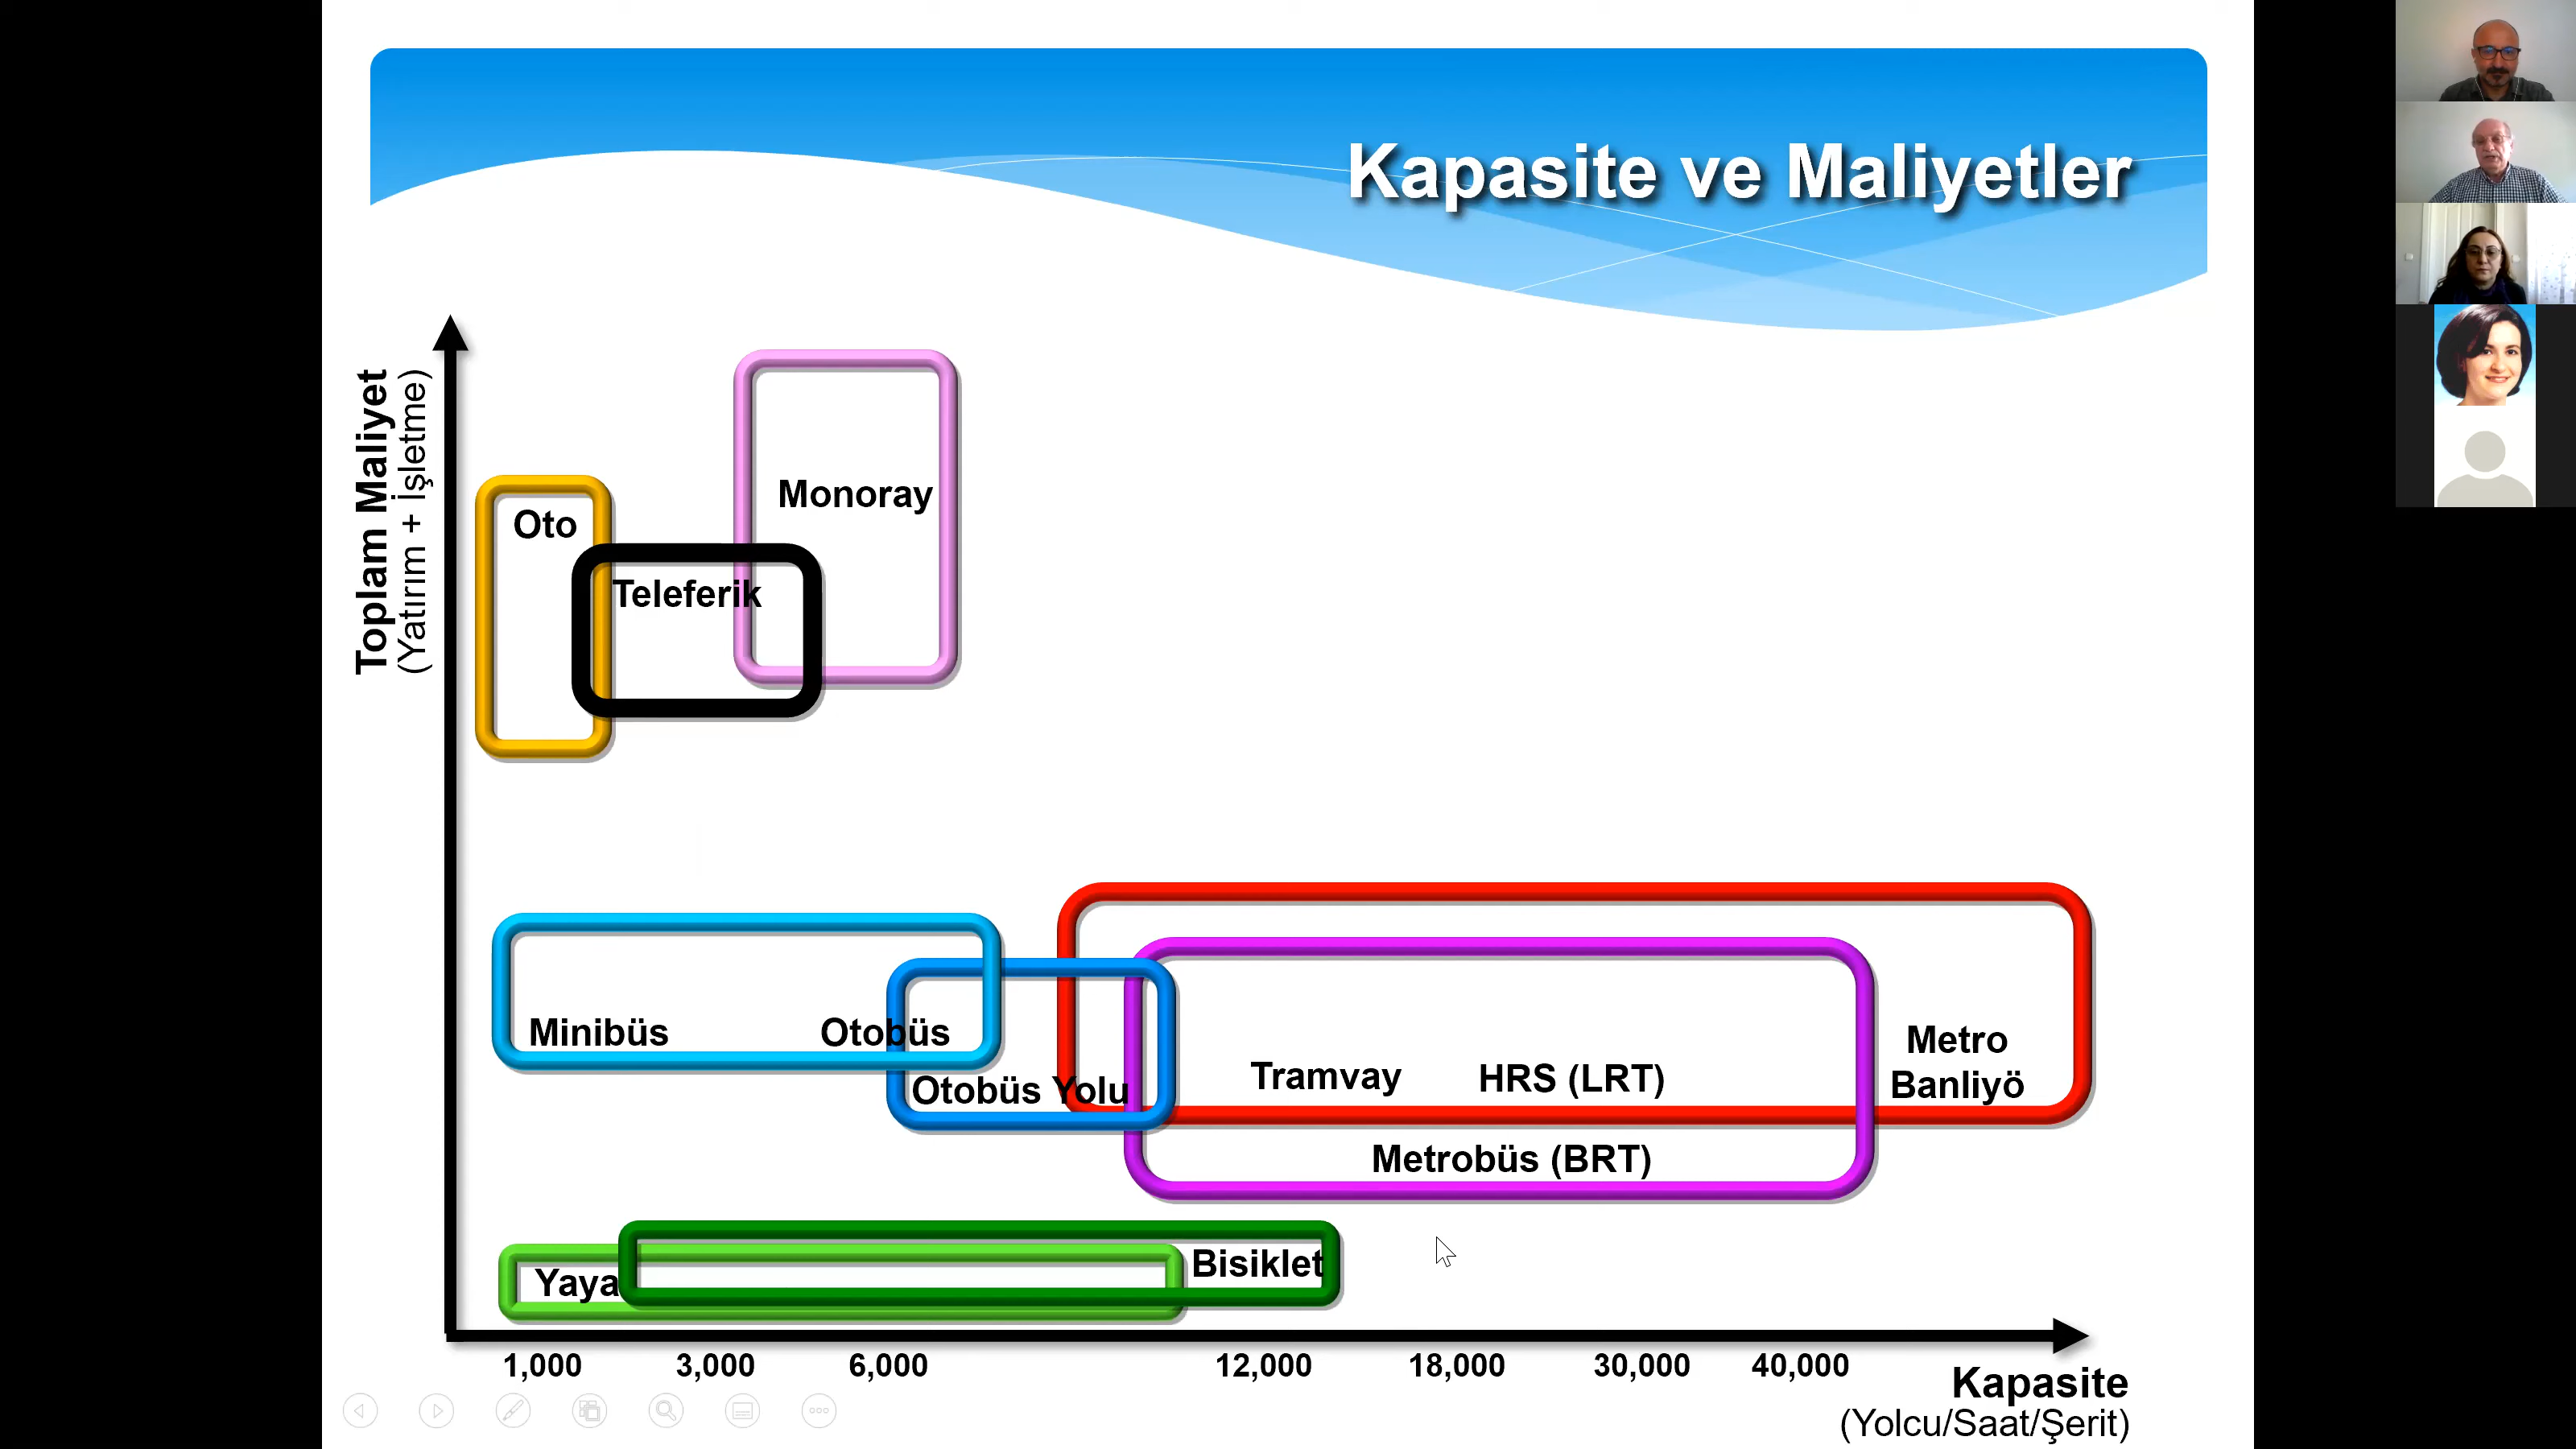 Kapasite ve Maliyetler
Toplam Maliyet
(Yatırım + İşletme)
Monoray
Oto
Teleferik
Minibüs
Otobüs
Otobüs Yolu
Tramvay
HRS (LRT)
Metro
Banliyö
Metrobüs (BRT)
Yaya
Bisiklet
1,000 3,000 6,000 12,000 18,000 30,000 40,000
Kapasite
(Yolcu/Saat/Şerit)